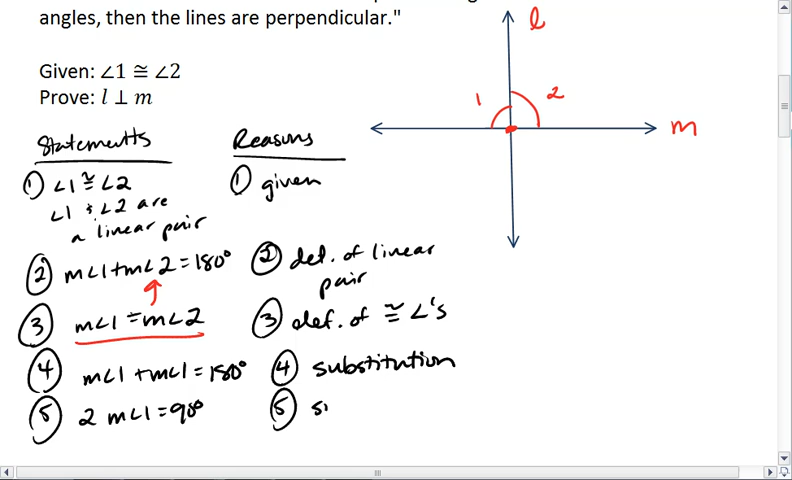 angles, then the lines are perpendicular."
Given: ∠1 ≅ ∠2
Prove: l ⊥ m
l
1 2
m
Statements Reasons
① ∠1 ≅ ∠2 ① given
∠1 & ∠2 are
a linear pair
② m∠1+m∠2=180° ② def. of linear
pair
③ m∠1=m∠2 ③ def. of ≅ ∠'s
④ m∠1+m∠1=180° ④ substitution
⑤ 2 m∠1=90° ⑤ si